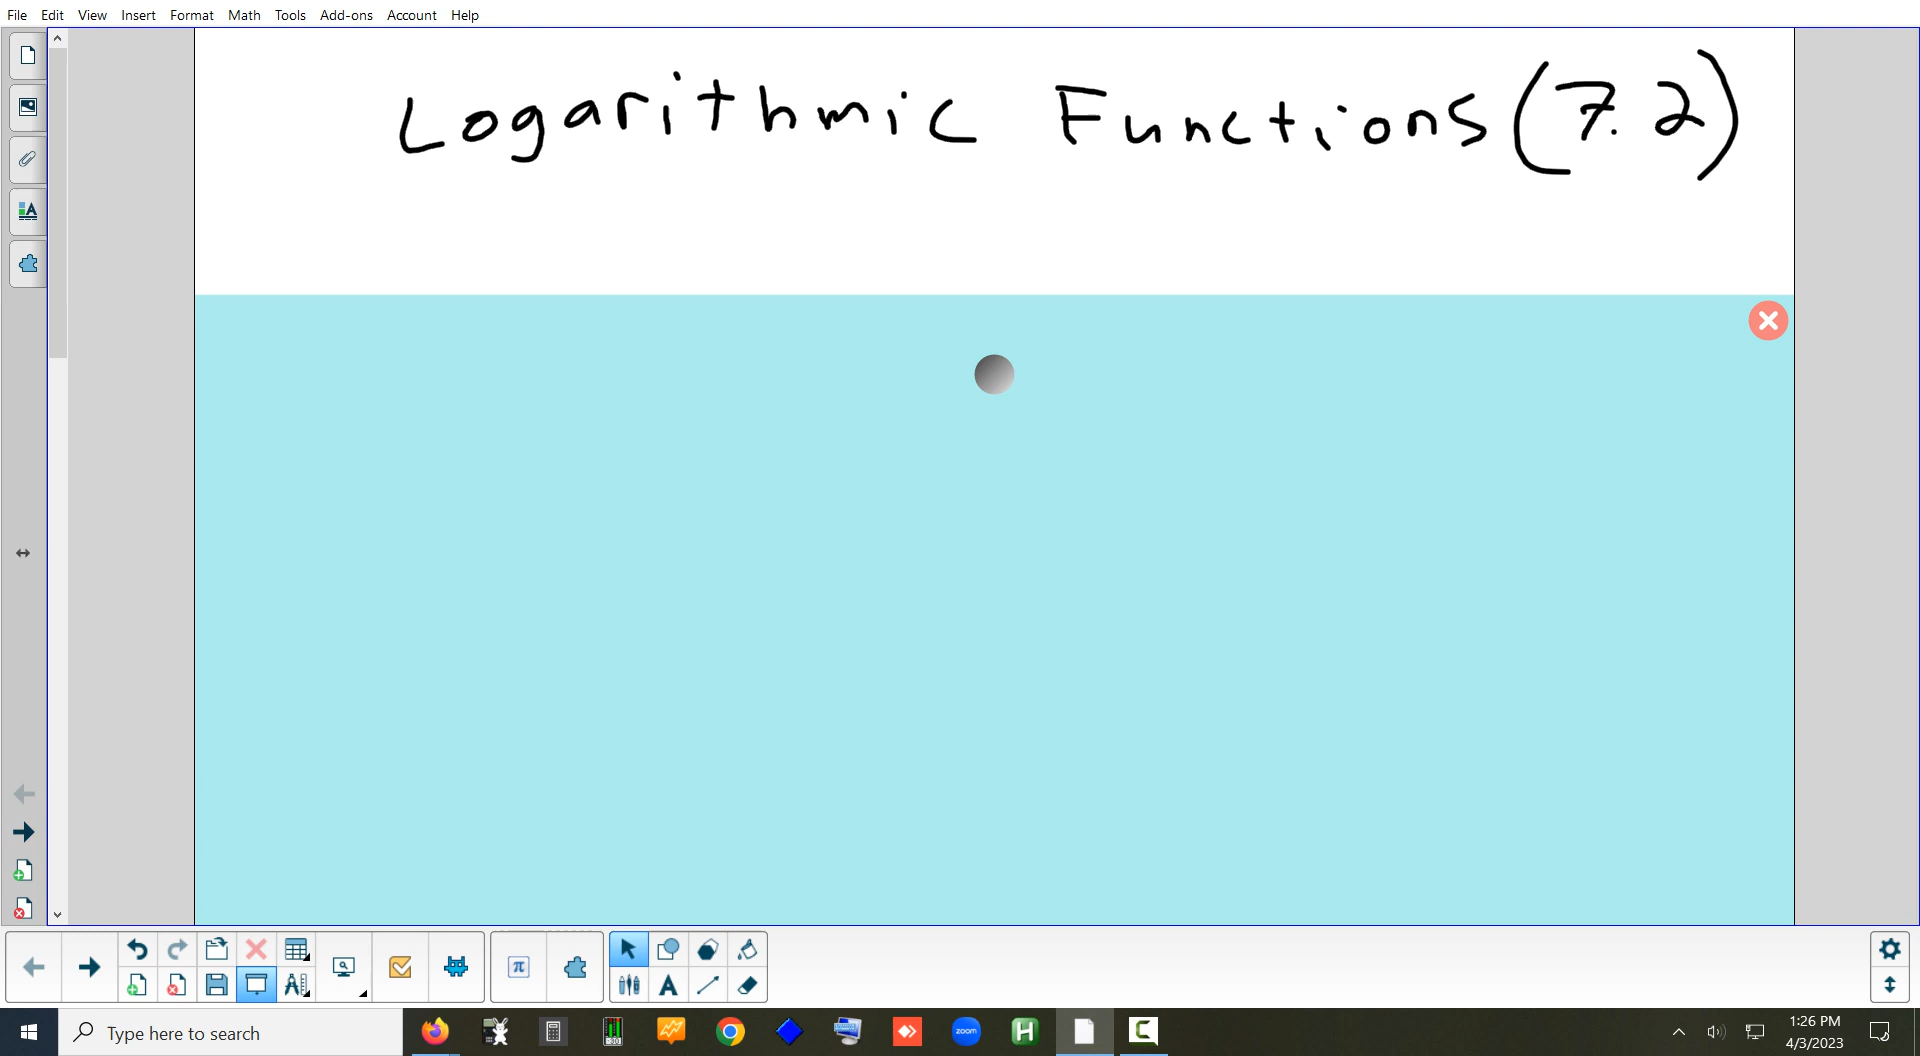 File Edit View Insert Format Math Tools Add-ons Account Help
Logarithmic Functions (7.2)
Type here to search
zoom
1:26 PM
4/3/2023